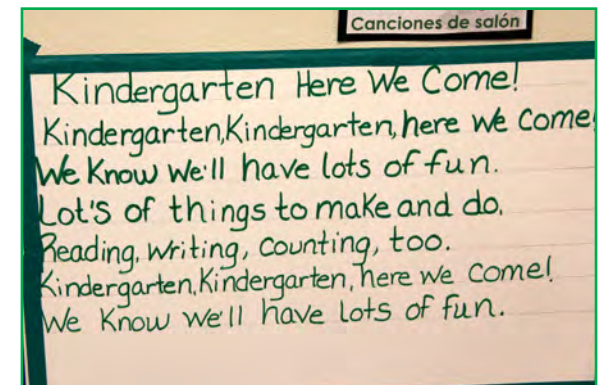 Canciones de salón
Kindergarten Here We Come!
Kindergarten, Kindergarten, here we come!
We Know we'll have lots of fun.
Lot's of things to make and do.
Reading, writing, counting, too.
Kindergarten, Kindergarten, here we come!
We Know we'll have lots of fun.